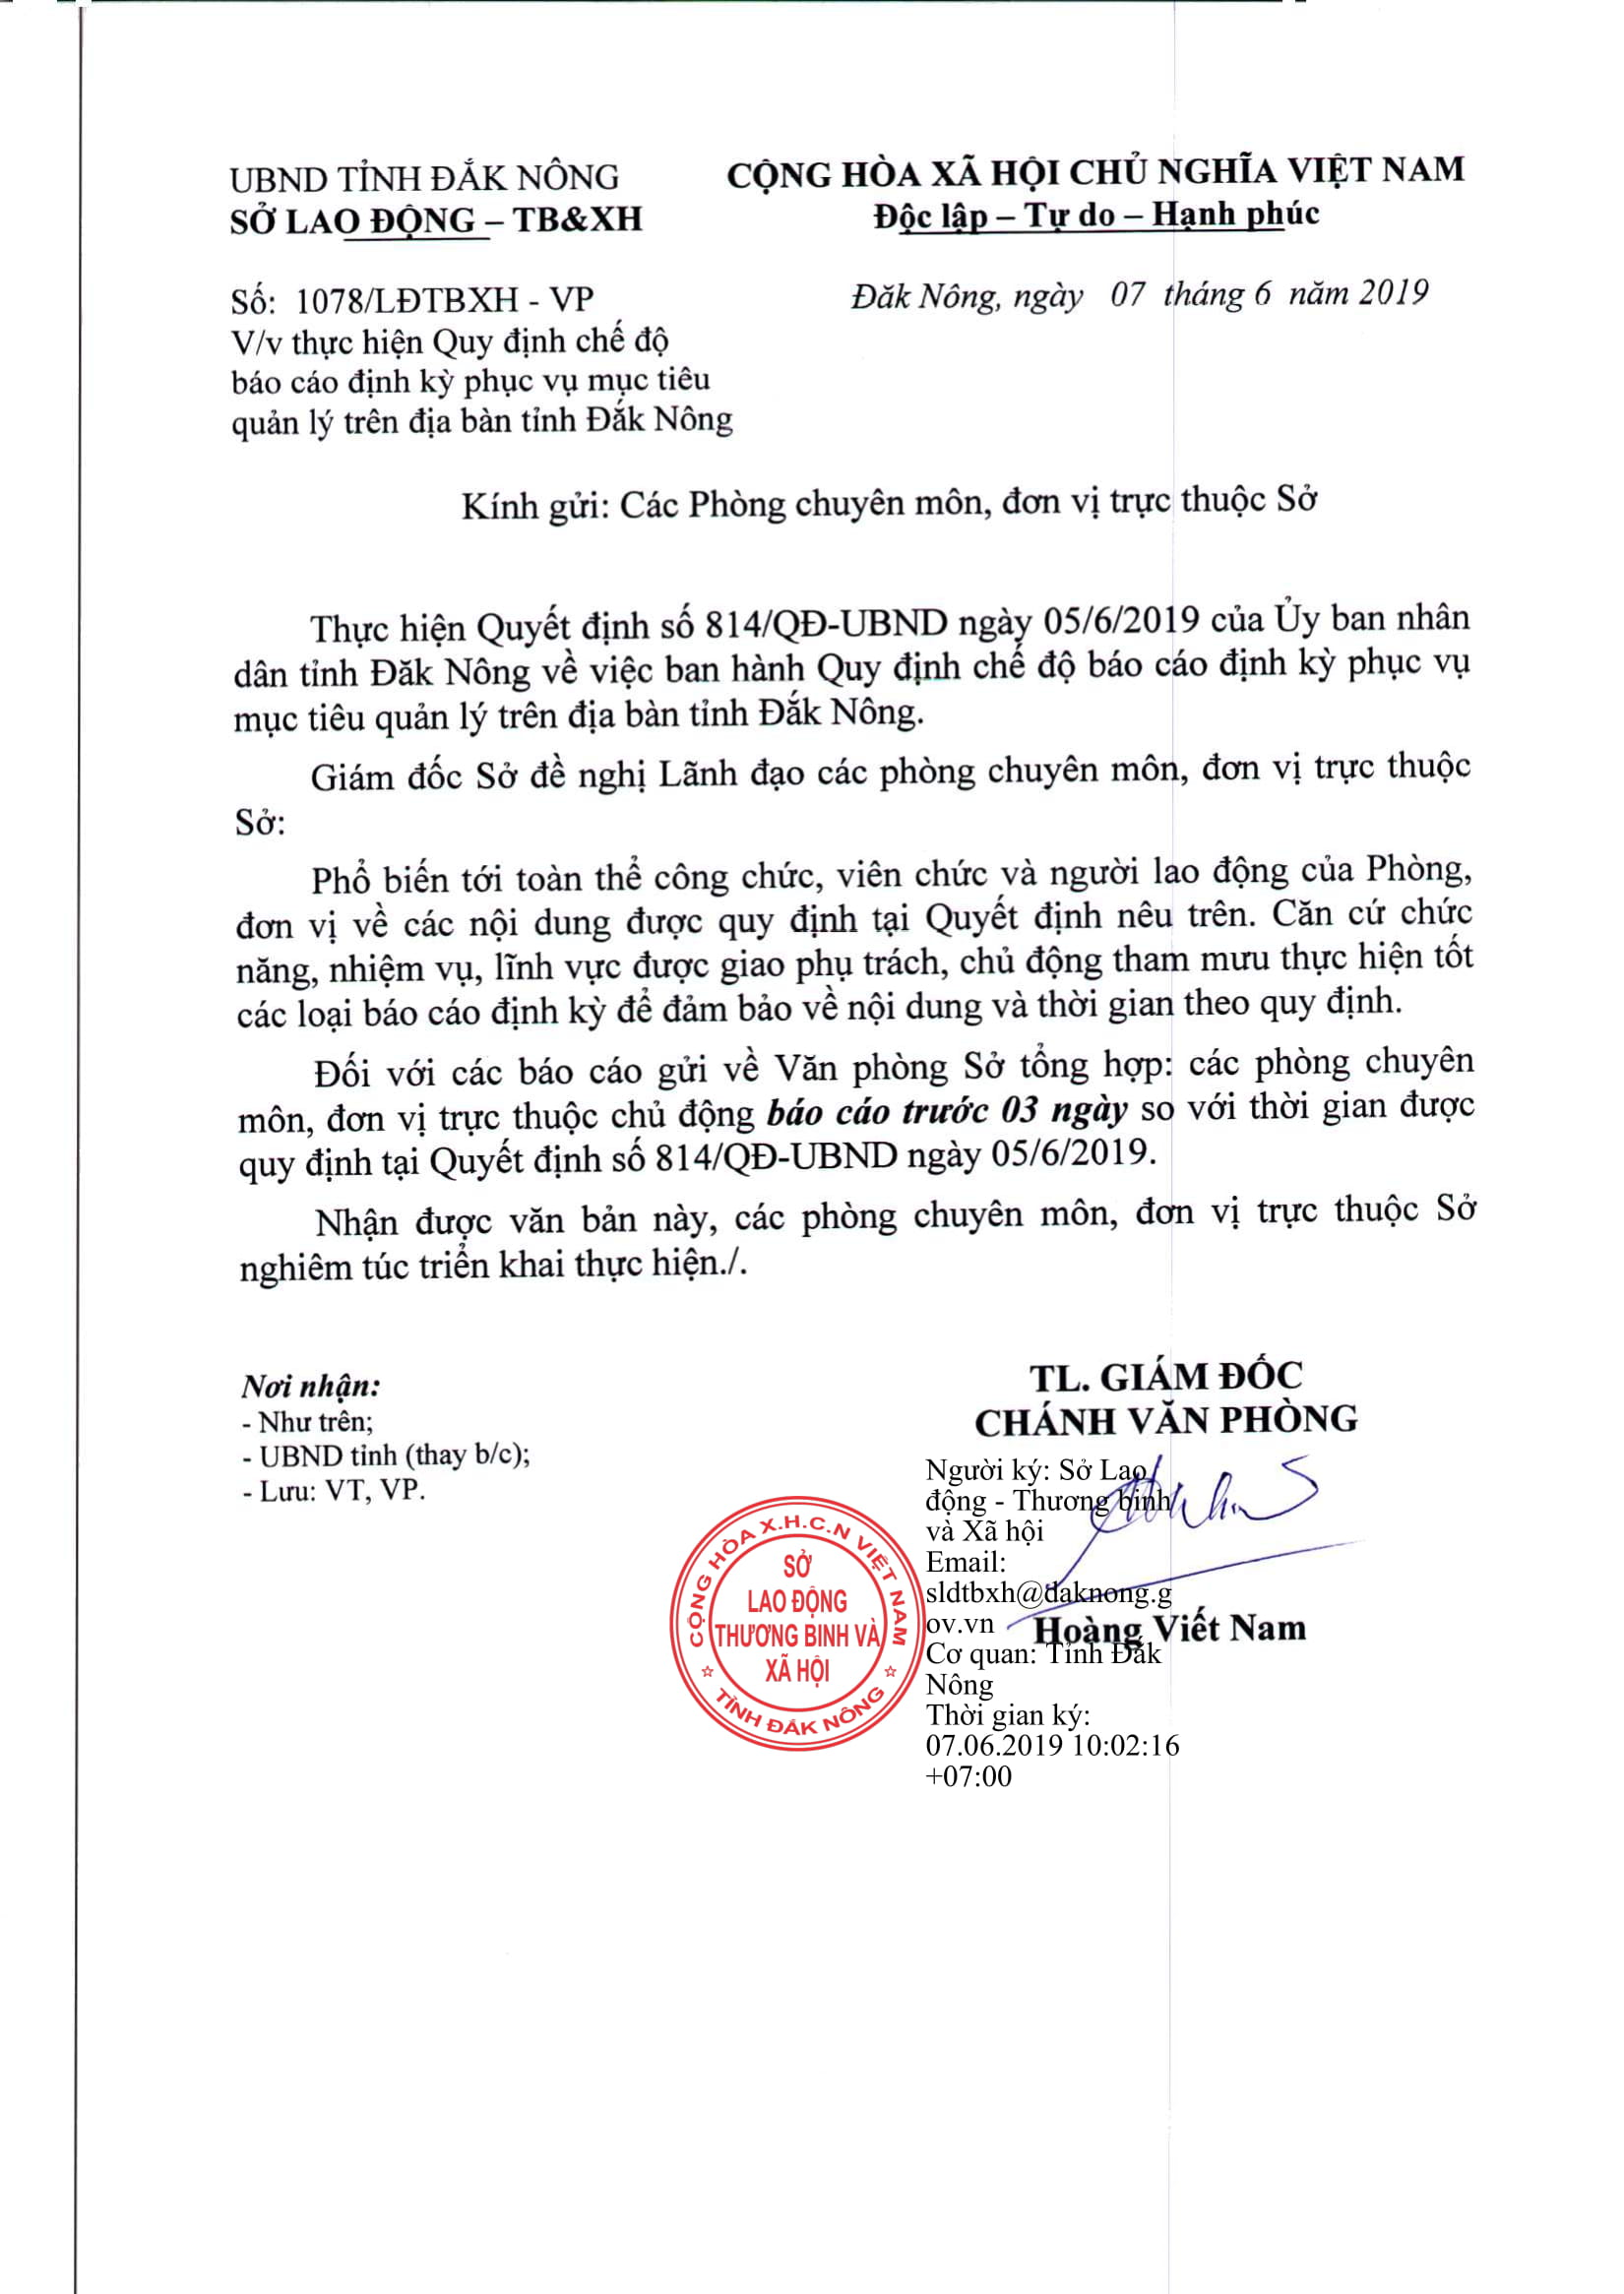 UBND TỈNH ĐẮK NÔNG
SỞ LAO ĐỘNG – TB&XH
CỘNG HÒA XÃ HỘI CHỦ NGHĨA VIỆT NAM
Độc lập – Tự do – Hạnh phúc
Số: 1078/LĐTBXH - VP
V/v thực hiện Quy định chế độ
báo cáo định kỳ phục vụ mục tiêu
quản lý trên địa bàn tỉnh Đắk Nông
Đăk Nông, ngày 07 tháng 6 năm 2019
Kính gửi: Các Phòng chuyên môn, đơn vị trực thuộc Sở
Thực hiện Quyết định số 814/QĐ-UBND ngày 05/6/2019 của Ủy ban nhân
dân tỉnh Đăk Nông về việc ban hành Quy định chế độ báo cáo định kỳ phục vụ
mục tiêu quản lý trên địa bàn tỉnh Đắk Nông.
Giám đốc Sở đề nghị Lãnh đạo các phòng chuyên môn, đơn vị trực thuộc
Sở:
Phổ biến tới toàn thể công chức, viên chức và người lao động của Phòng,
đơn vị về các nội dung được quy định tại Quyết định nêu trên. Căn cứ chức
năng, nhiệm vụ, lĩnh vực được giao phụ trách, chủ động tham mưu thực hiện tốt
các loại báo cáo định kỳ để đảm bảo về nội dung và thời gian theo quy định.
Đối với các báo cáo gửi về Văn phòng Sở tổng hợp: các phòng chuyên
môn, đơn vị trực thuộc chủ động báo cáo trước 03 ngày so với thời gian được
quy định tại Quyết định số 814/QĐ-UBND ngày 05/6/2019.
Nhận được văn bản này, các phòng chuyên môn, đơn vị trực thuộc Sở
nghiêm túc triển khai thực hiện./.
Nơi nhận:
- Như trên;
- UBND tỉnh (thay b/c);
- Lưu: VT, VP.
TL. GIÁM ĐỐC
CHÁNH VĂN PHÒNG
Người ký: Sở Lao
động - Thương binh
và Xã hội
Email:
sldtbxh@daknong.g
ov.vn
Hoàng Viết Nam
Cơ quan: Tỉnh Đắk
Nông
Thời gian ký:
07.06.2019 10:02:16
+07:00
CỘNG HÒA X.H.C.N VIỆT NAM
SỞ
LAO ĐỘNG
THƯƠNG BINH VÀ
XÃ HỘI
TỈNH ĐẮK NÔNG